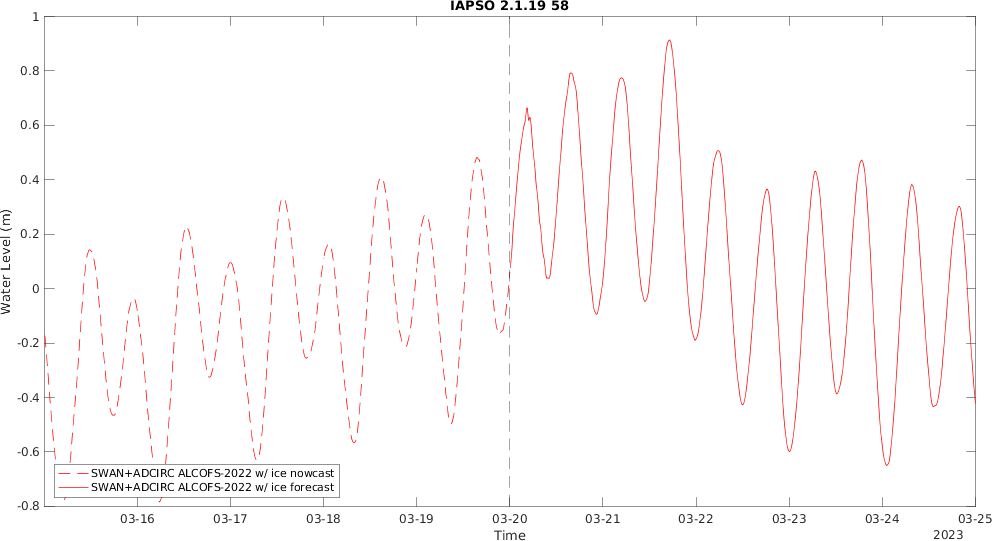 IAPSO 2.1.19 58
Water Level (m)
1
0.8
0.6
0.4
0.2
0
-0.2
-0.4
-0.6
-0.8
SWAN+ADCIRC ALCOFS-2022 w/ ice nowcast
SWAN+ADCIRC ALCOFS-2022 w/ ice forecast
03-16 03-17 03-18 03-19 03-20 03-21 03-22 03-23 03-24 03-25
Time
2023